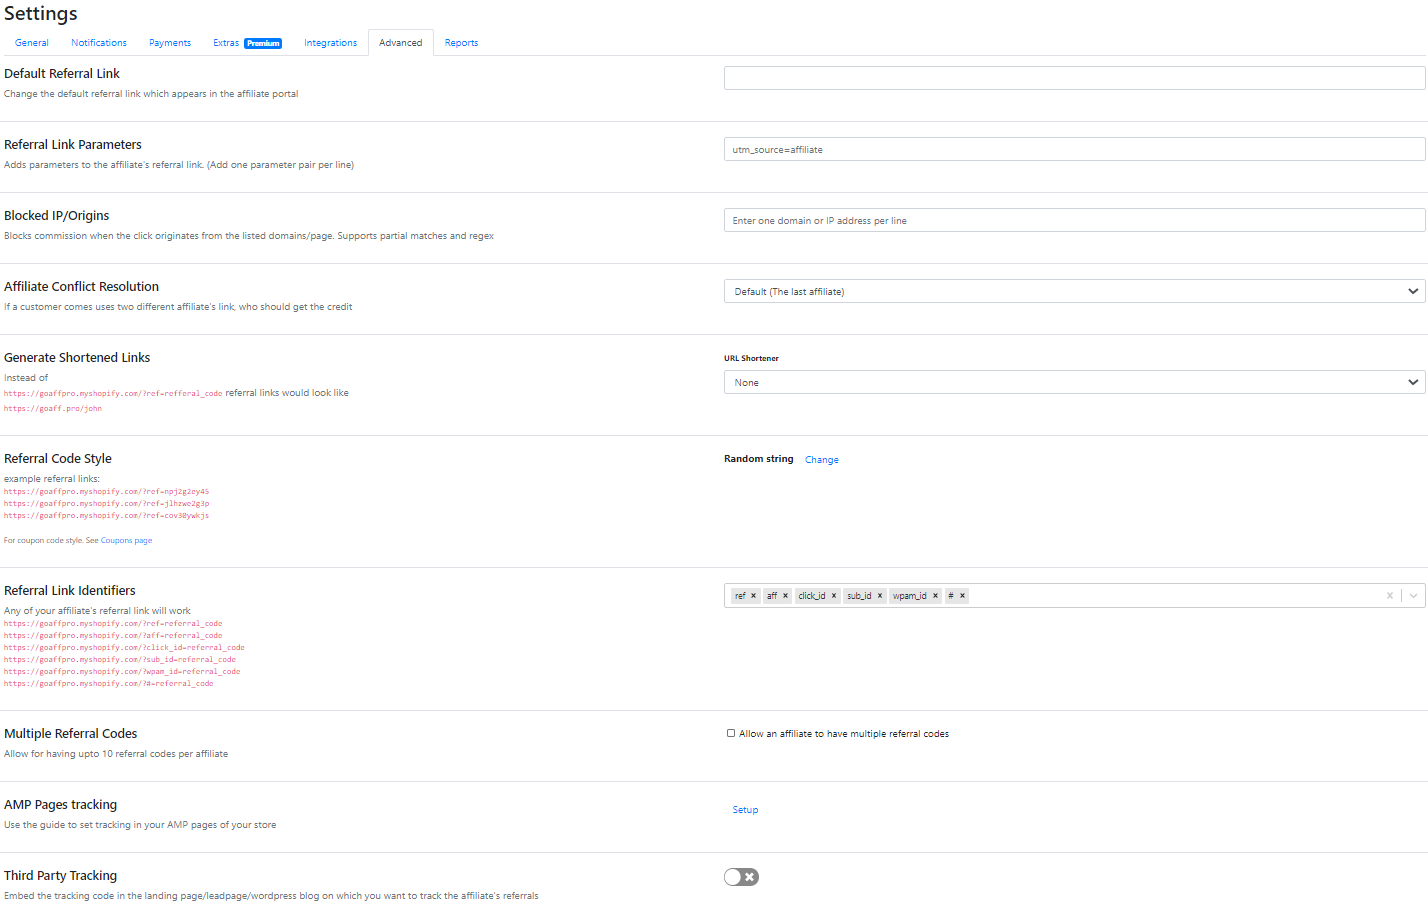 Settings
General Notifications Payments Extras Premium Integrations Advanced Reports
Default Referral Link
Change the default referral link which appears in the affiliate portal
Referral Link Parameters
Adds parameters to the affiliate's referral link. (Add one parameter pair per line)
utm_source=affiliate
Blocked IP/Origins
Blocks commission when the click originates from the listed domains/page. Supports partial matches and regex
Enter one domain or IP address per line
Affiliate Conflict Resolution
If a customer comes uses two different affiliate's link, who should get the credit
Default (The last affiliate)
Generate Shortened Links
Instead of
https://goaffpro.myshopify.com/?ref=refferal_code referral links would look like
https://goaff.pro/john
URL Shortener
None
Referral Code Style
example referral links:
https://goaffpro.myshopify.com/?ref=npj2g2ey45
https://goaffpro.myshopify.com/?ref=jlhzwe2g3p
https://goaffpro.myshopify.com/?ref=cov30ywkjs
For coupon code style. See Coupons page
Random string Change
Referral Link Identifiers
Any of your affiliate's referral link will work
https://goaffpro.myshopify.com/?ref=referral_code
https://goaffpro.myshopify.com/?aff=referral_code
https://goaffpro.myshopify.com/?click_id=referral_code
https://goaffpro.myshopify.com/?sub_id=referral_code
https://goaffpro.myshopify.com/?wpam_id=referral_code
https://goaffpro.myshopify.com/?#=referral_code
ref × aff × click_id × sub_id × wpam_id × # ×
Multiple Referral Codes
Allow for having upto 10 referral codes per affiliate
Allow an affiliate to have multiple referral codes
AMP Pages tracking
Use the guide to set tracking in your AMP pages of your store
Setup
Third Party Tracking
Embed the tracking code in the landing page/leadpage/wordpress blog on which you want to track the affiliate's referrals